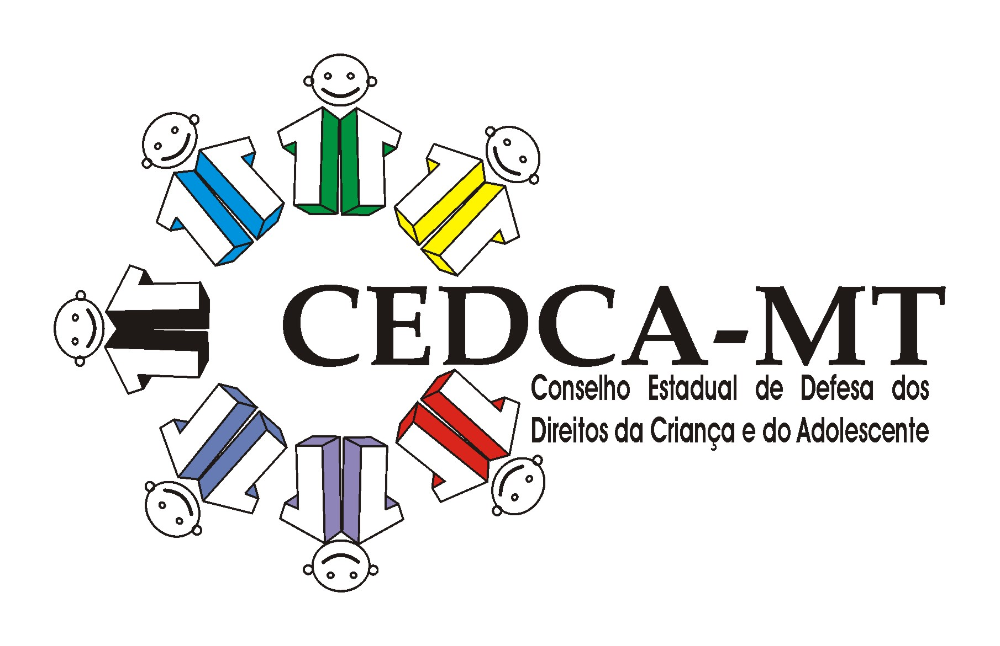 CEDCA-MT
Conselho Estadual de Defesa dos
Direitos da Criança e do Adolescente